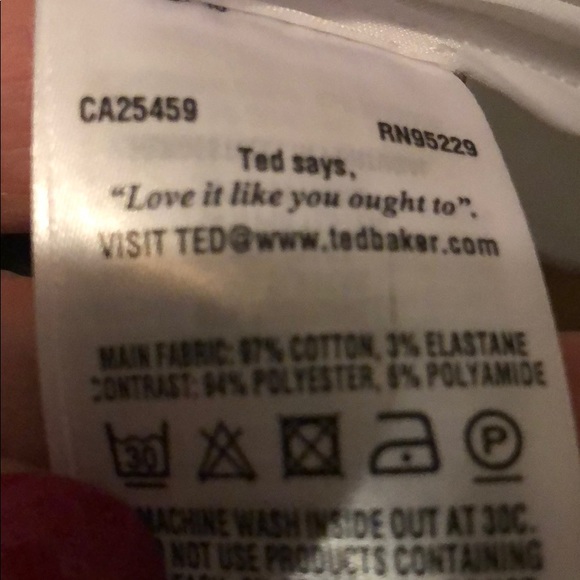 CA25459
RN95229
Ted says,
“Love it like you ought to”.
VISIT TED@www.tedbaker.com
MAIN FABRIC: 97% COTTON, 3% ELASTANE
CONTRAST: 94% POLYESTER, 6% POLYAMIDE
30 P
MACHINE WASH INSIDE OUT AT 30C.
NOT USE PRODUCTS CONTAINING